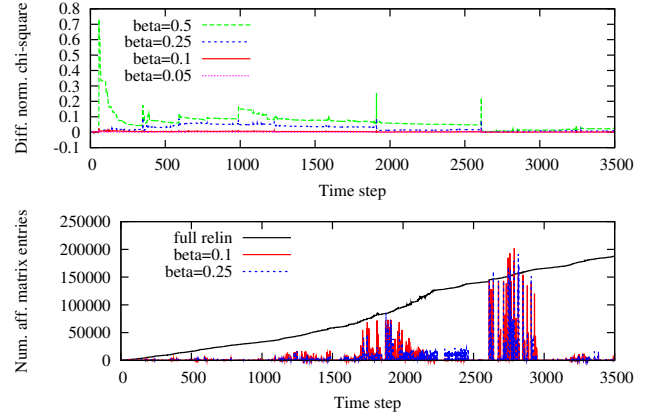 Diff. norm. chi-square
0.8
0.7
0.6
0.5
0.4
0.3
0.2
0.1
0
-0.1
beta=0.5
beta=0.25
beta=0.1
beta=0.05
0 500 1000 1500 2000 2500 3000 3500
Time step
Num. aff. matrix entries
250000
200000
150000
100000
50000
0
full relin
beta=0.1
beta=0.25
0 500 1000 1500 2000 2500 3000 3500
Time step